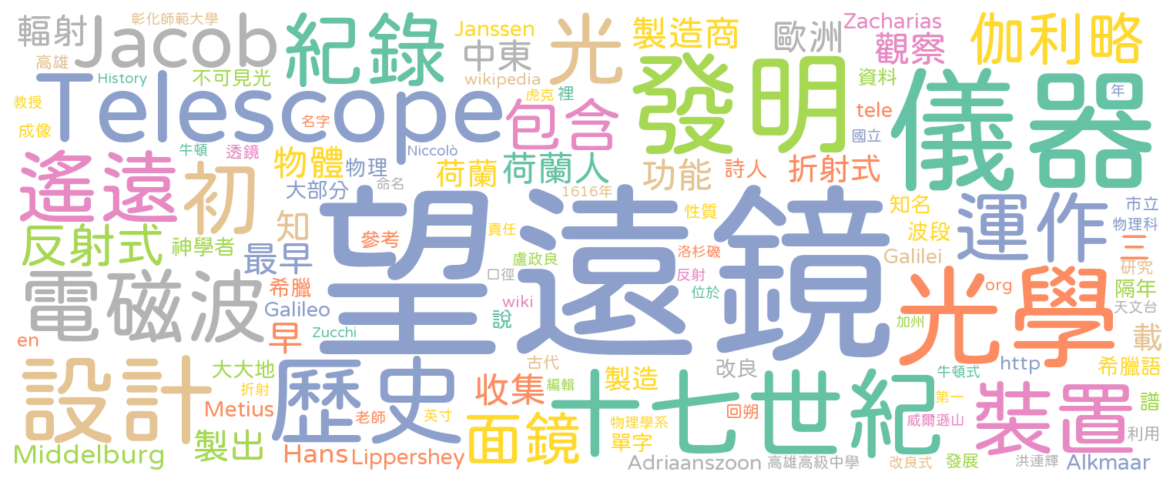 彰化師範大學
輻射
Jacob
紀錄
Janssen
光
製造商
歐洲
Zacharias
伽利略
高雄
History
不可見光
中東
wikipedia
觀察
發明
資料
儀器
年
教授
成像
Telescope
名字
虎克
裡
包含
tele
國立
牛頓
透鏡
Niccolò
遙遠
初
物體
物理
荷蘭
荷蘭人
功能
詩人
折射式
大部分
命名
1616年
望遠鏡
反射式
神學者
知
最早
參考
責任
性質
洛杉磯
知名
波段
Galilei
運作
市立
物理科
三
研究
電磁波
希臘
Galileo
早
Zucchi
盧政良
口徑
wiki
說
反射
位於
加州
光學
org
隔年
天文台
載
en
設計
大大地
折射
Metius
歷史
老師
古代
編輯
收集
英寸
製造
改良
牛頓式
第一
http
希臘語
譜
利用
十七世紀
裝置
Middelburg
製出
Hans
Lippershey
面鏡
物理學系
單字
回朔
威爾遜山
Adriaanszoon
高雄高級中學
改良式
發展
洪連輝
Alkmaar